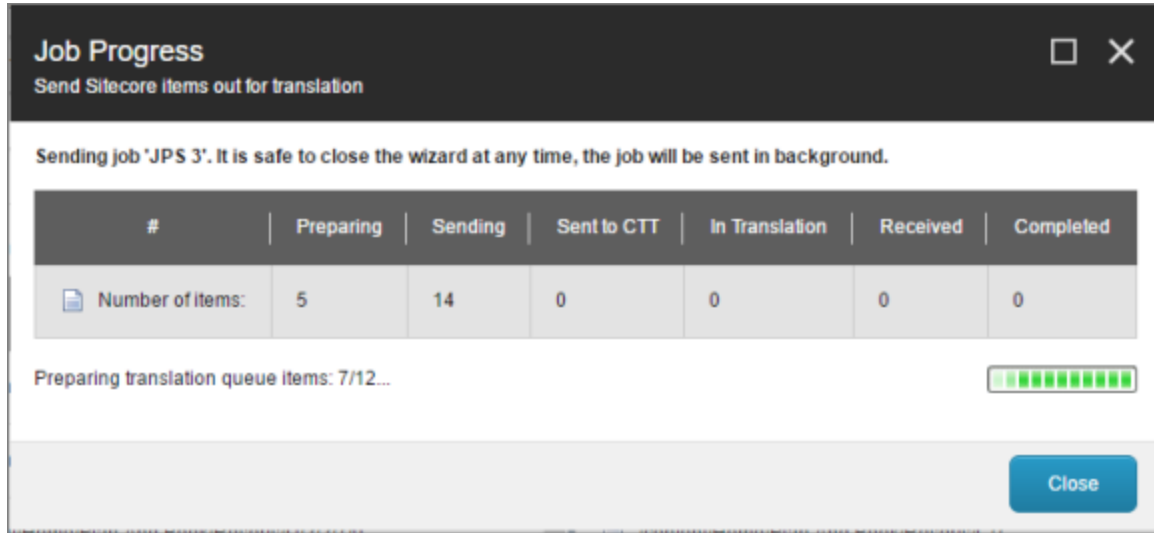 Job Progress
Send Sitecore items out for translation
Sending job 'JPS 3'. It is safe to close the wizard at any time, the job will be sent in background.
# Preparing Sending Sent to CTT In Translation Received Completed
Number of items: 5 14 0 0 0 0
Preparing translation queue items: 7/12...
Close